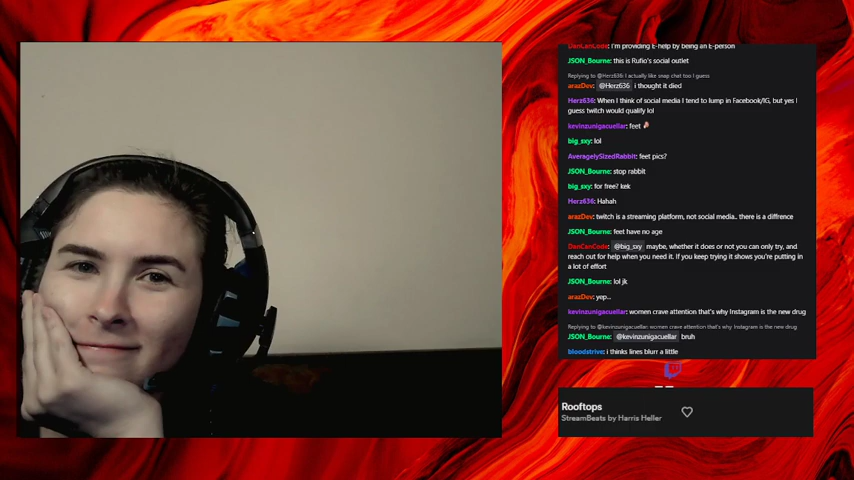 DanCanCode: I'm providing E-help by being an E-person
JSON_Bourne: this is Rufio's social outlet
Replying to @Herz636: I actually like snap chat too I guess
arazDev: @Herz636 i thought it died
Herz636: When I think of social media I tend to lump in Facebook/IG, but yes I
guess twitch would qualify lol
kevinzunigacuellar: feet
big_sxy: lol
AveragelySizedRabbit: feet pics?
JSON_Bourne: stop rabbit
big_sxy: for free? kek
Herz636: Hahah
arazDev: twitch is a streaming platform, not social media.. there is a diffrence
JSON_Bourne: feet have no age
DanCanCode: @big_sxy maybe, whether it does or not you can only try, and
reach out for help when you need it. If you keep trying it shows you're putting in
a lot of effort
JSON_Bourne: lol jk
arazDev: yep...
kevinzunigacuellar: women crave attention that's why Instagram is the new drug
Replying to @kevinzunigacuellar: women crave attention that's why Instagram is the new drug
JSON_Bourne: @kevinzunigacuellar bruh
bloodstrive: i thinks lines blurr a little
Rooftops
StreamBeats by Harris Heller